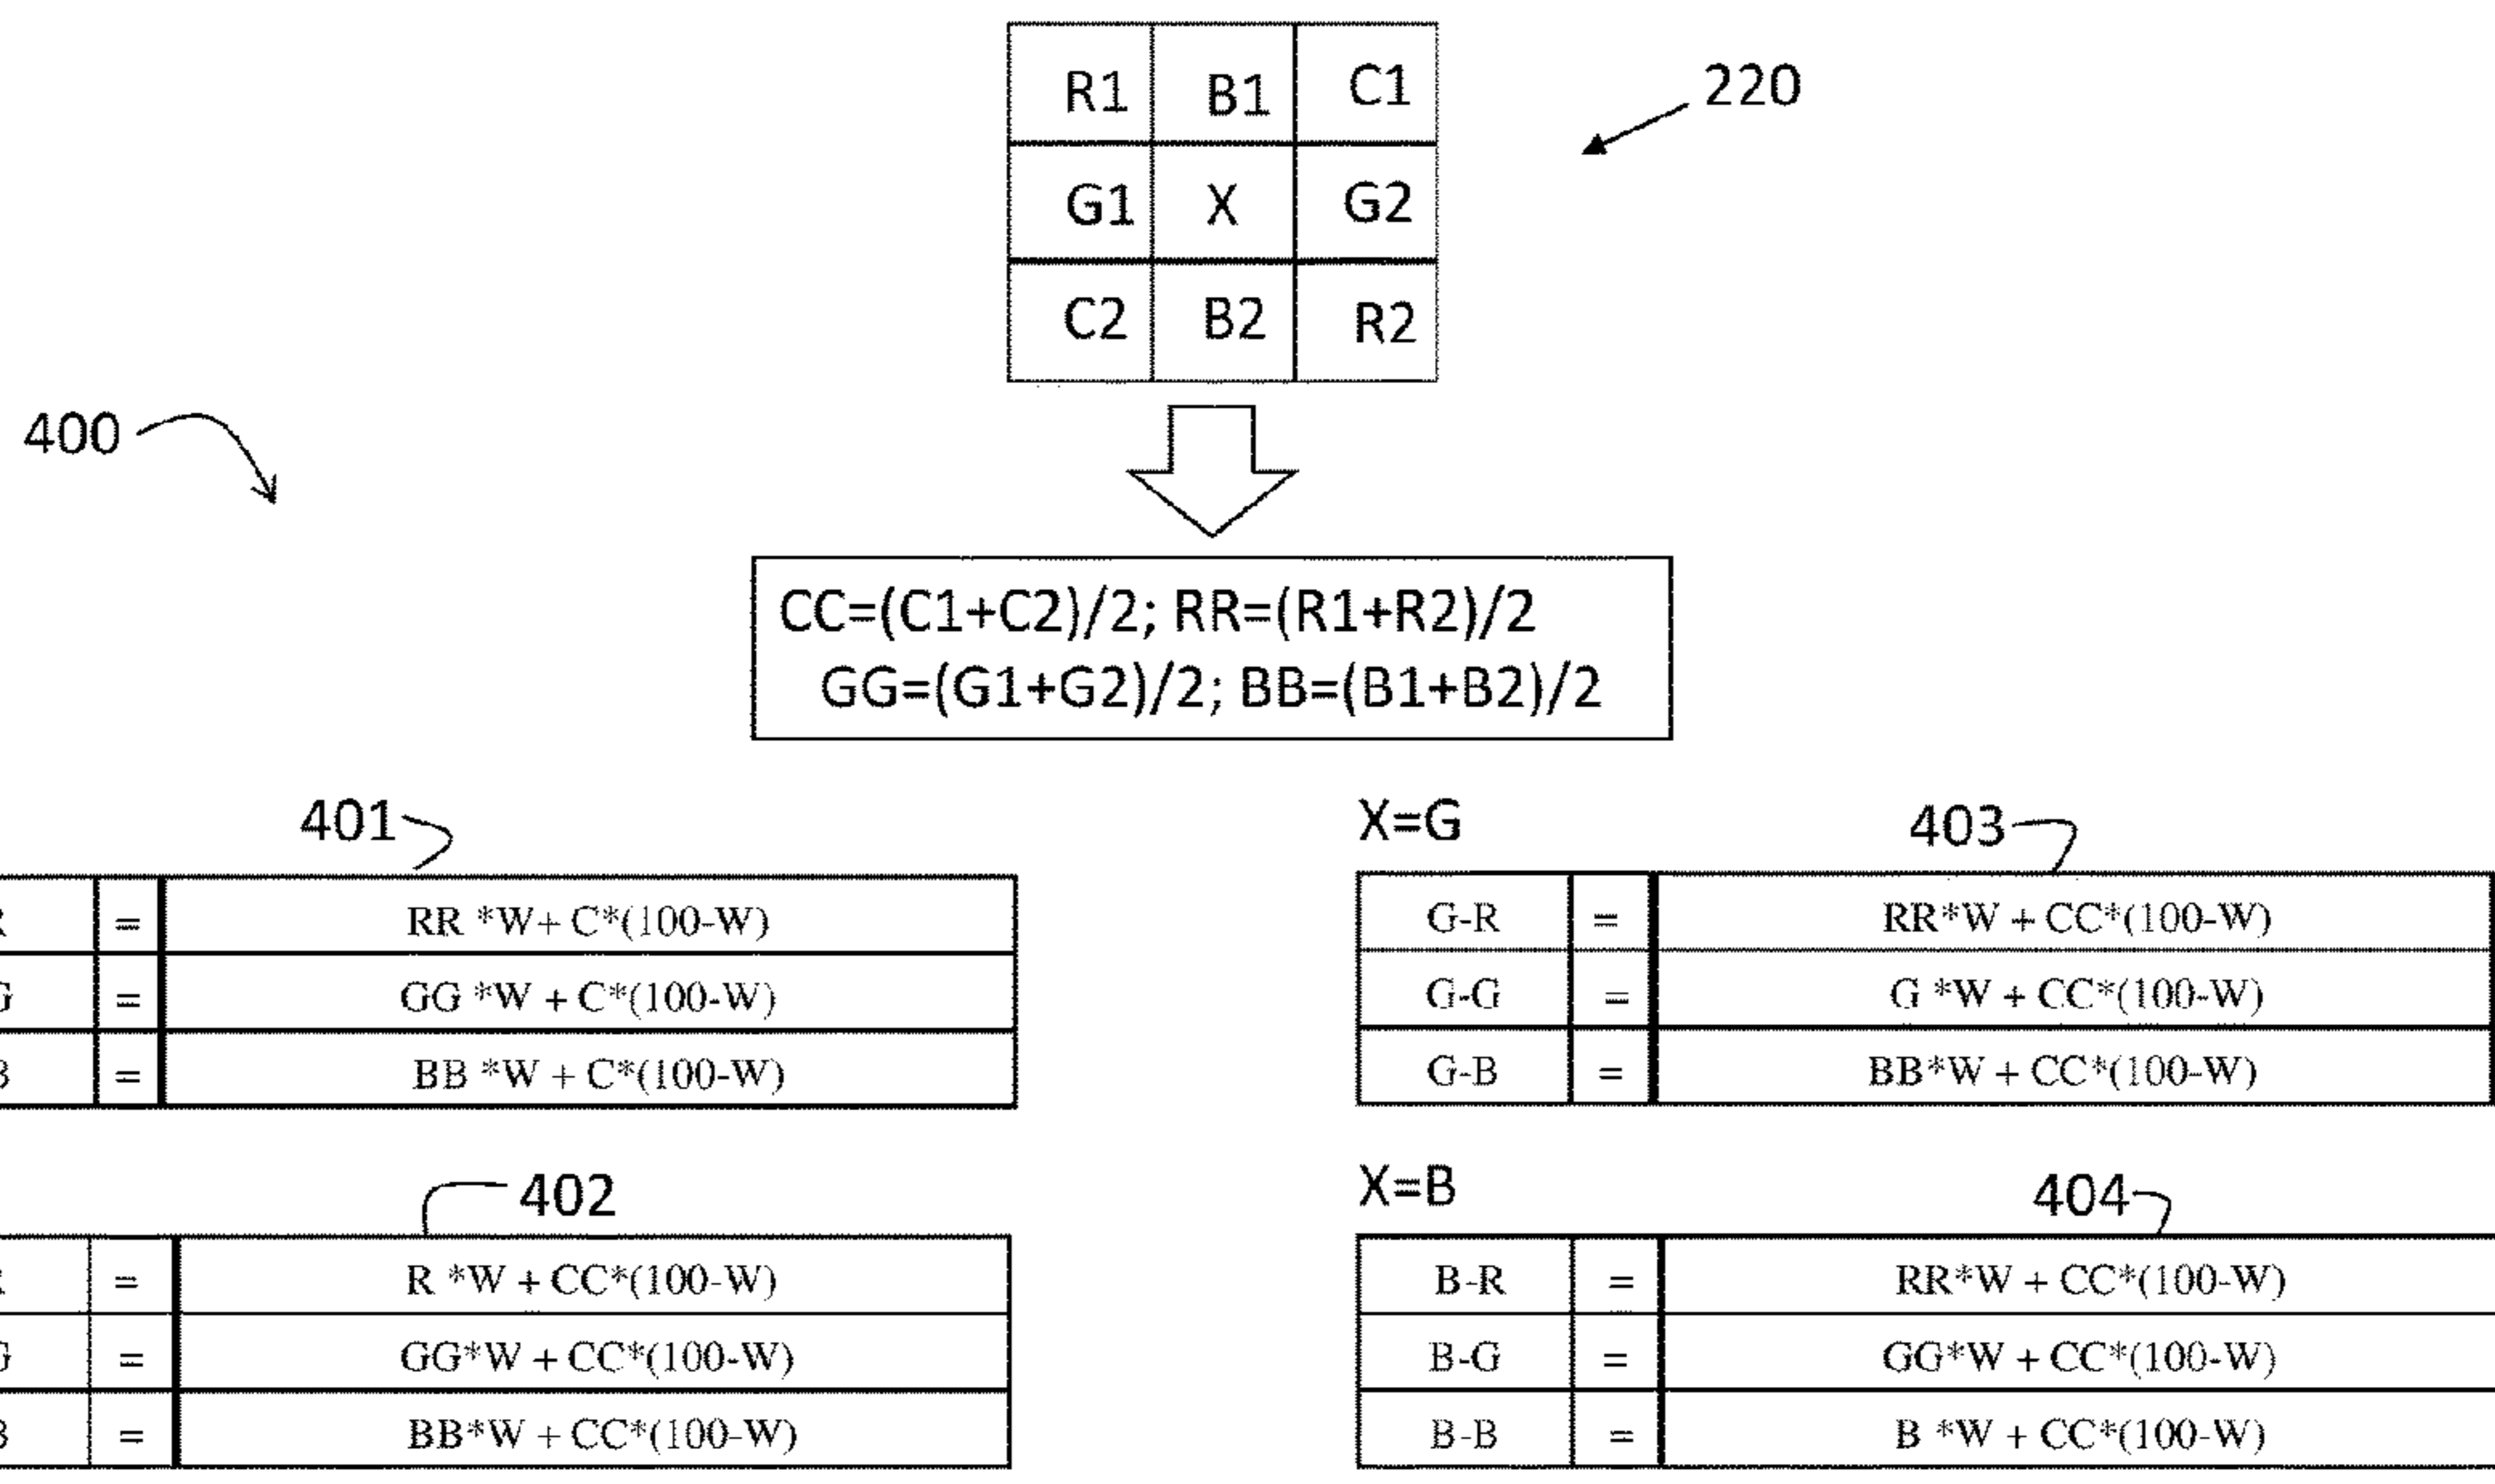 R1 B1 C1
220
G1 X G2
C2 B2 R2
400
CC=(C1+C2)/2; RR=(R1+R2)/2
GG=(G1+G2)/2; BB=(B1+B2)/2
401
R = RR *W+ C*(100-W)
G = GG *W + C*(100-W)
B = BB *W + C*(100-W)
402
R = R *W + CC*(100-W)
G = GG*W + CC*(100-W)
B = BB*W + CC*(100-W)
X=G
403
G-R = RR*W + CC*(100-W)
G-G = G *W + CC*(100-W)
G-B = BB*W + CC*(100-W)
X=B
404
B-R = RR*W + CC*(100-W)
B-G = GG*W + CC*(100-W)
B-B = B *W + CC*(100-W)